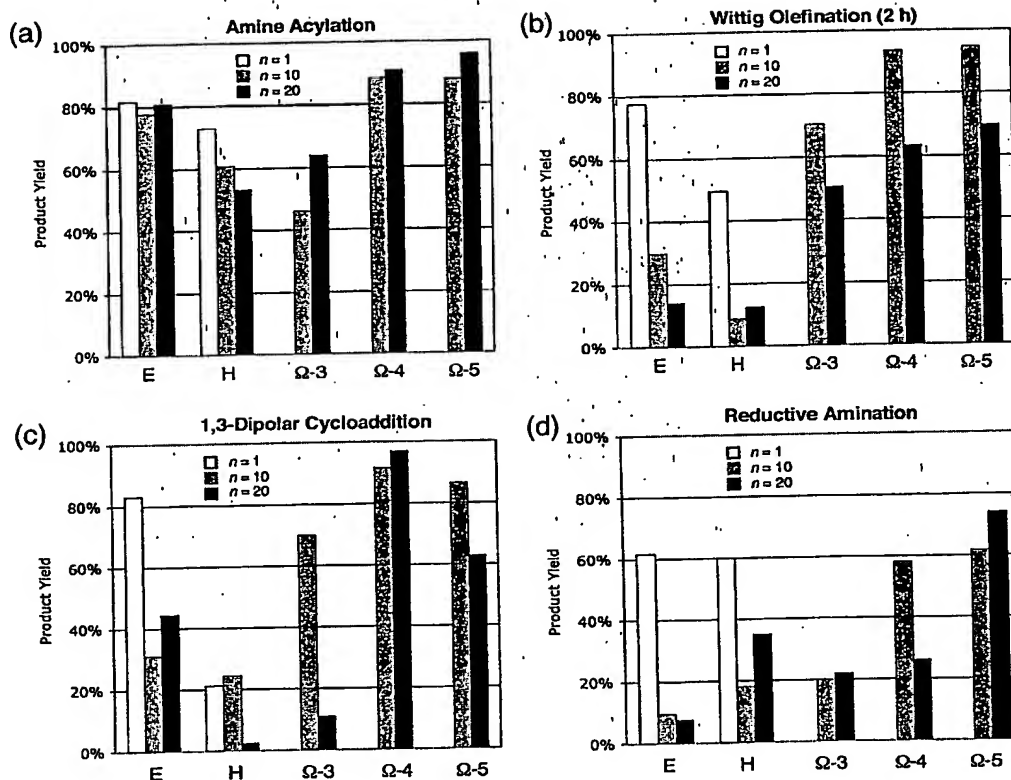 (a)
Amine Acylation
100%
80%
60%
40%
20%
0%
Product Yield
n = 1
n = 10
n = 20
E H Ω-3 Ω-4 Ω-5
(b)
Wittig Olefination (2 h)
100%
80%
60%
40%
20%
0%
Product Yield
n = 1
n = 10
n = 20
E H Ω-3 Ω-4 Ω-5
(c)
1,3-Dipolar Cycloaddition
100%
80%
60%
40%
20%
0%
Product Yield
n = 1
n = 10
n = 20
E H Ω-3 Ω-4 Ω-5
(d)
Reductive Amination
100%
80%
60%
40%
20%
0%
Product Yield
n = 1
n = 10
n = 20
E H Ω-3 Ω-4 Ω-5